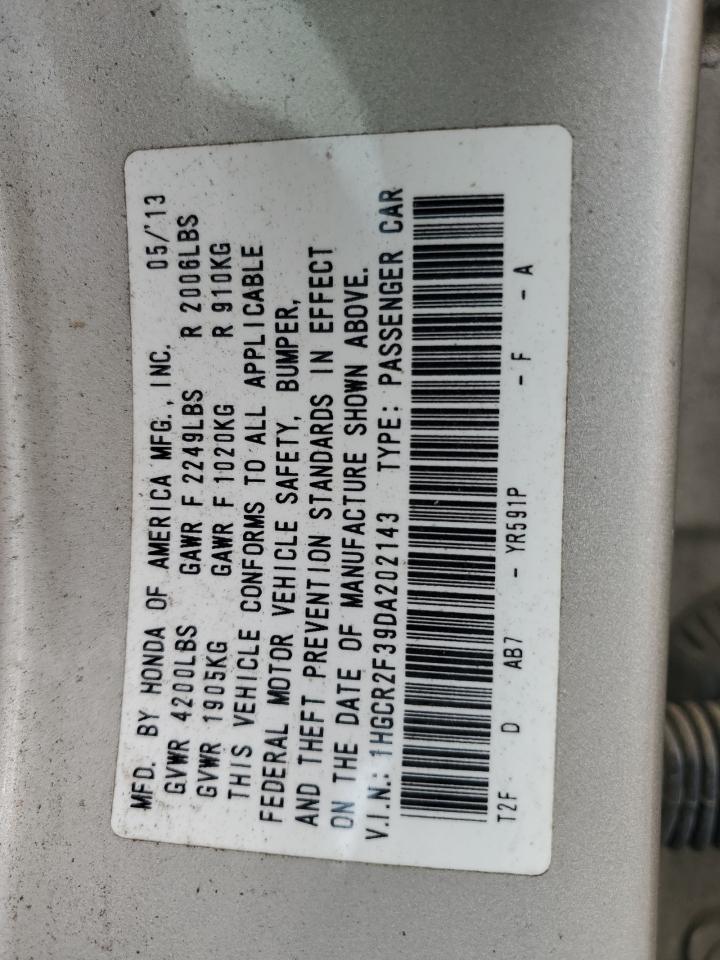 MFD. BY HONDA OF AMERICA MFG., INC. 05/'13
GVWR 4200LBS GAWR F 2249LBS R 2006LBS
GVWR 1905KG GAWR F 1020KG R 910KG
THIS VEHICLE CONFORMS TO ALL APPLICABLE
FEDERAL MOTOR VEHICLE SAFETY, BUMPER,
AND THEFT PREVENTION STANDARDS IN EFFECT
ON THE DATE OF MANUFACTURE SHOWN ABOVE.
V.I.N.: 1HGCR2F39DA202143 TYPE: PASSENGER CAR
T2F D AB7 - YR591P - F - A